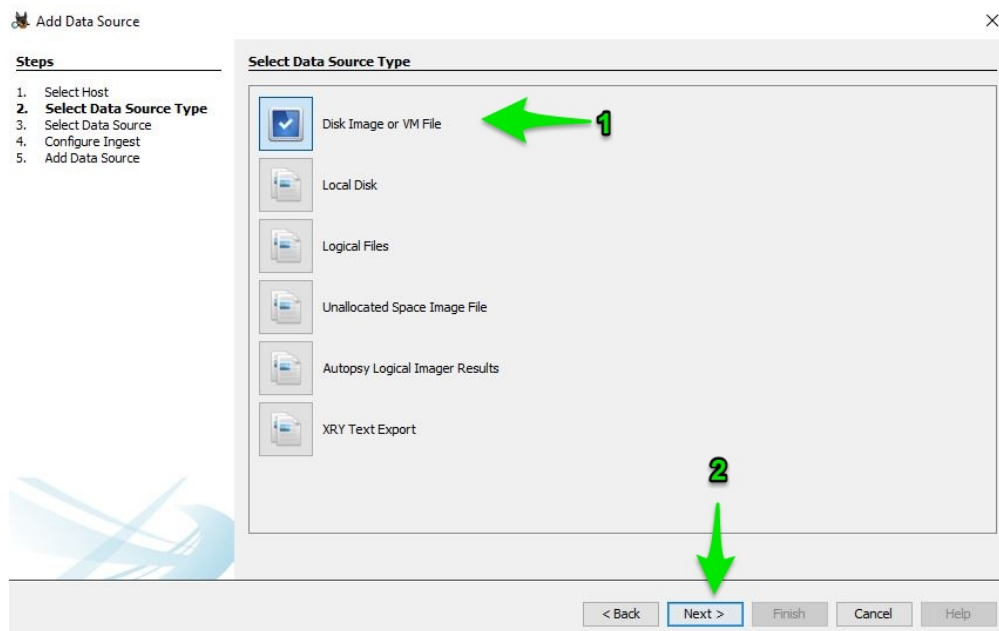 Add Data Source
Steps
1. Select Host
2. Select Data Source Type
3. Select Data Source
4. Configure Ingest
5. Add Data Source
Select Data Source Type
Disk Image or VM File
1
Local Disk
Logical Files
Unallocated Space Image File
Autopsy Logical Imager Results
XRY Text Export
2
< Back Next > Finish Cancel Help